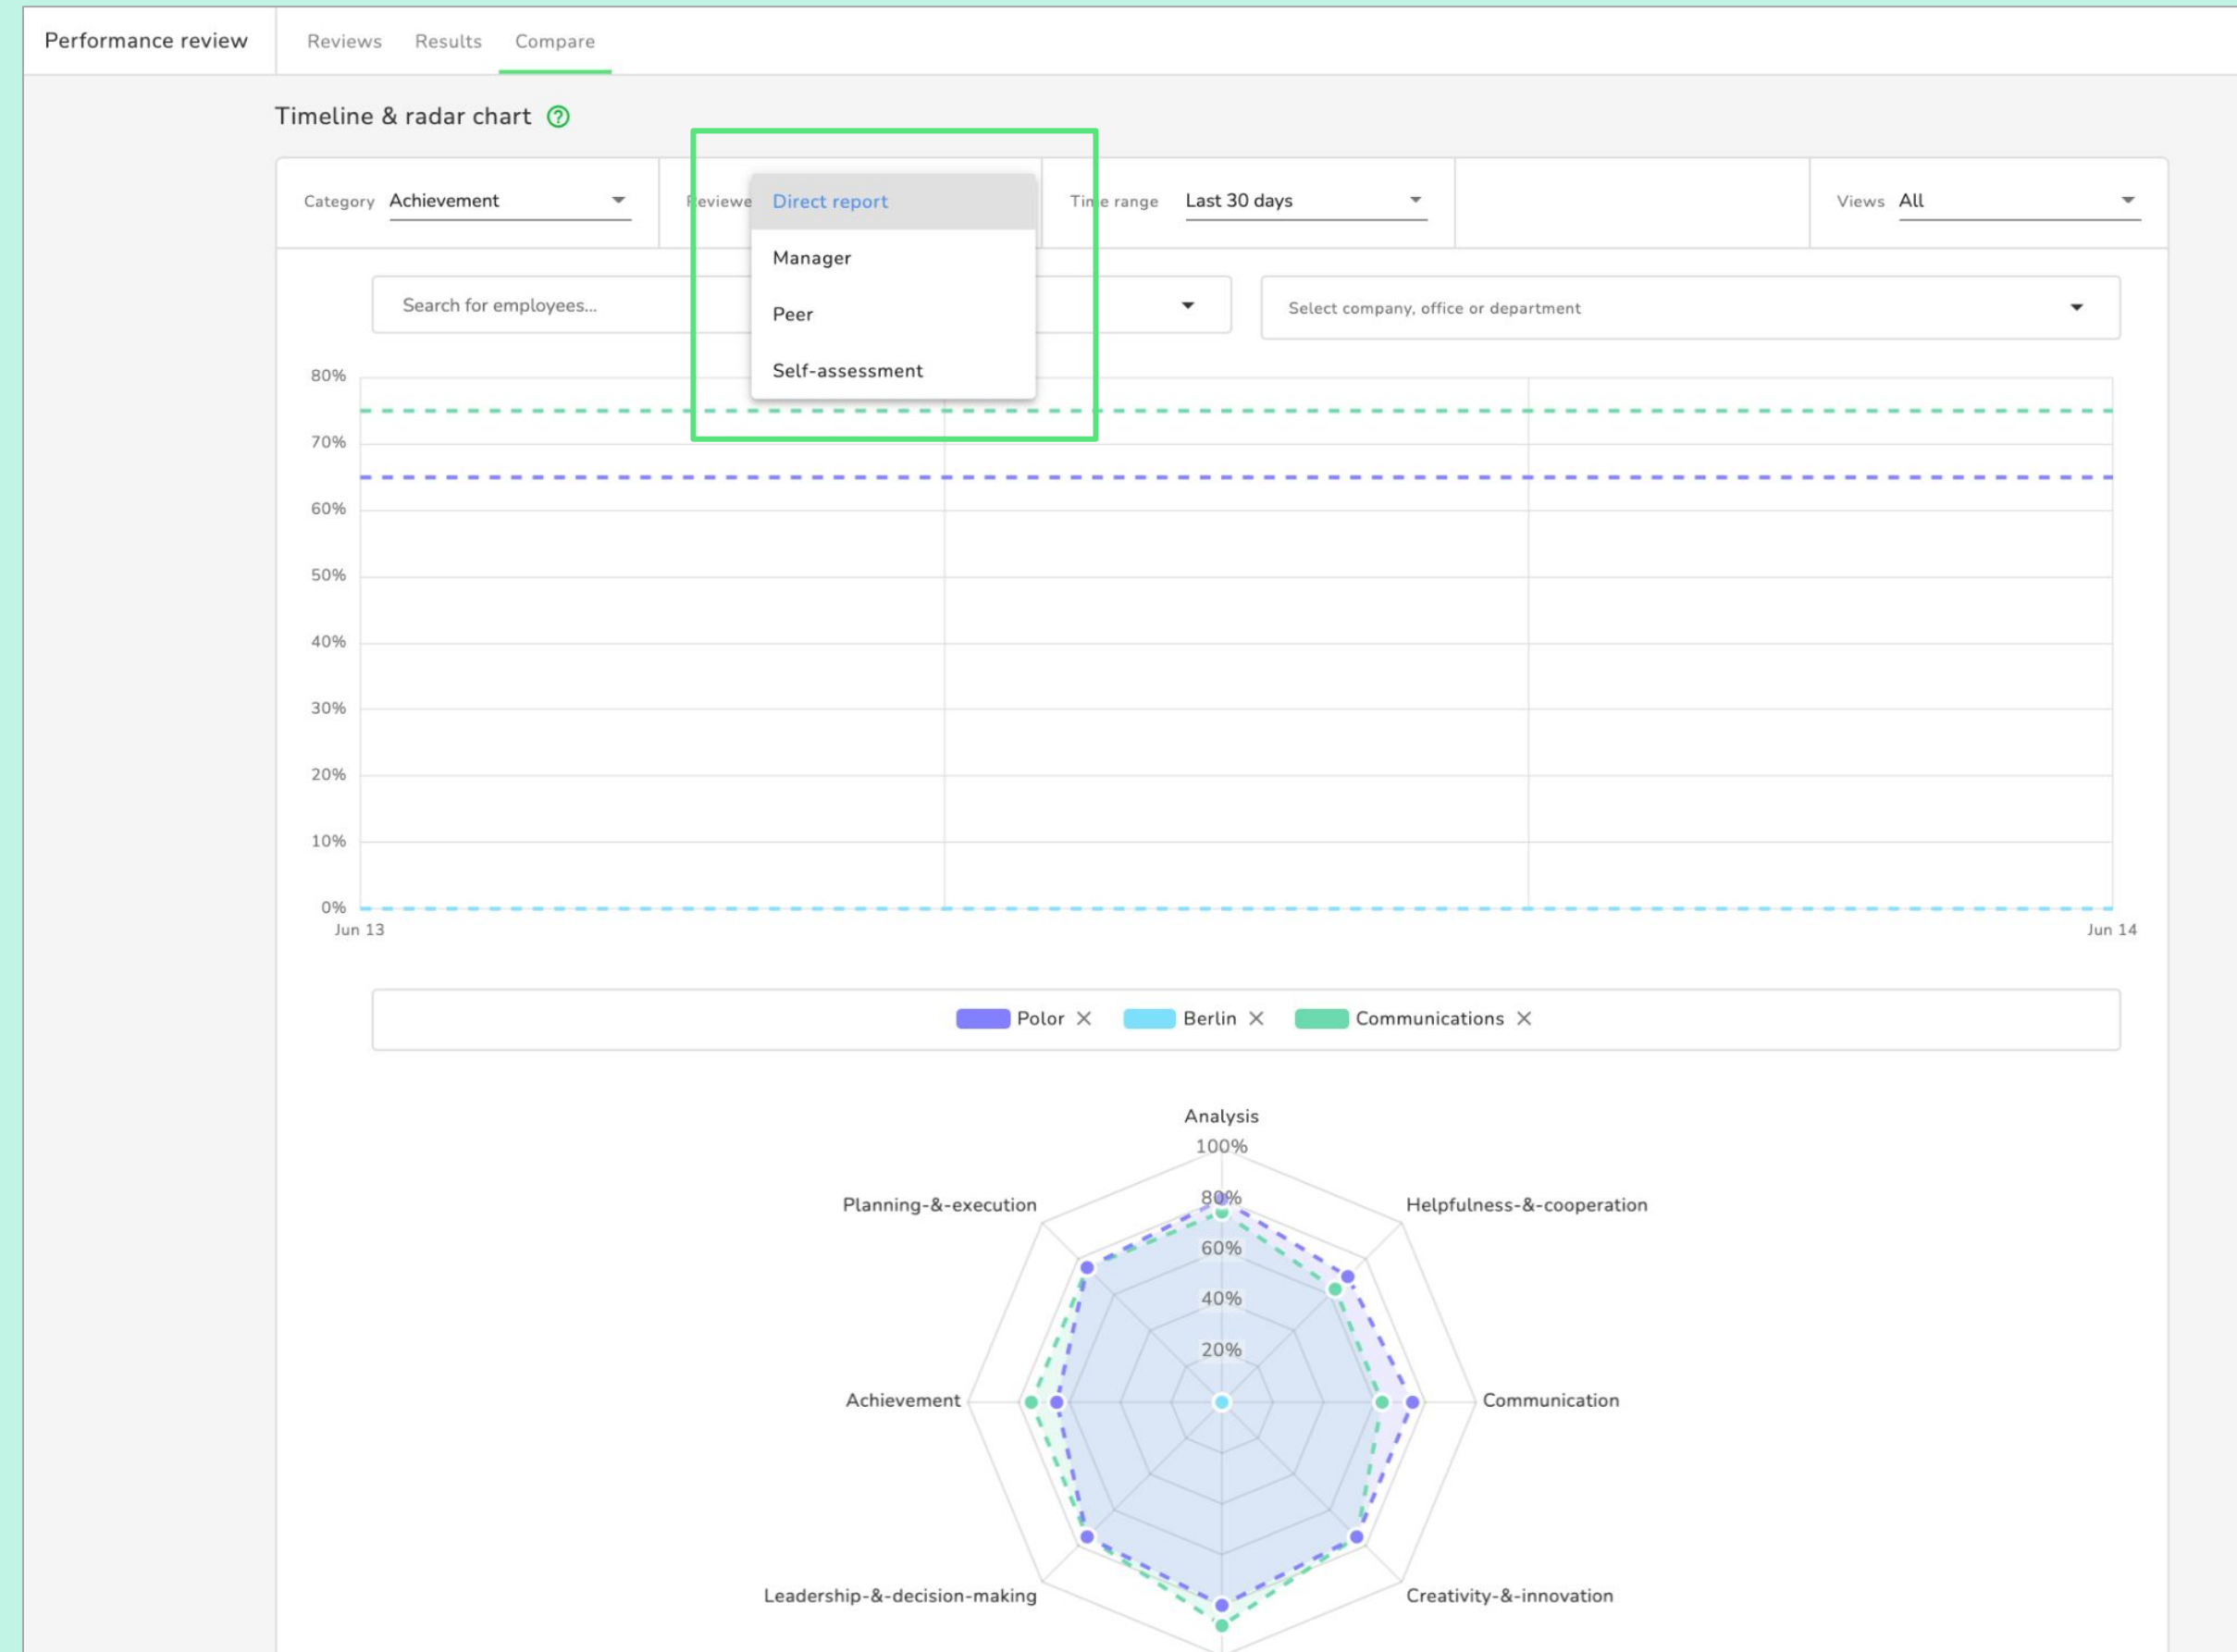 Performance review Reviews Results Compare
Timeline & radar chart
Category Achievement Reviewe Direct report Time range Last 30 days Views All
Manager
Peer
Self-assessment
Search for employees... Select company, office or department
80%
70%
60%
50%
40%
30%
20%
10%
0%
Jun 13 Jun 14
Polor Berlin Communications
Analysis
100%
Planning-&-execution 80% Helpfulness-&-cooperation
60%
40%
20%
Achievement Communication
Leadership-&-decision-making Creativity-&-innovation